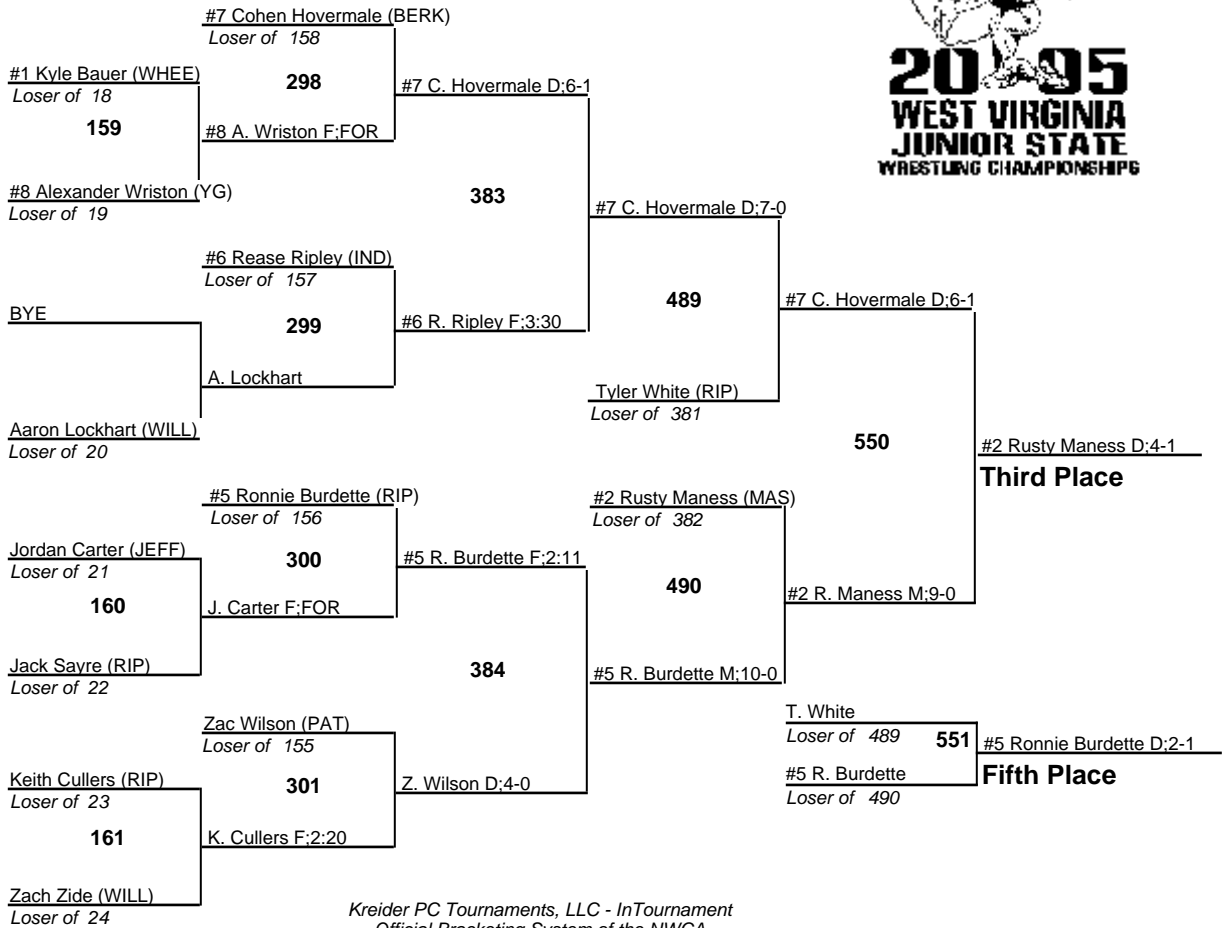 #7 Cohen Hovermale (BERK)
Loser of 158
#1 Kyle Bauer (WHEE)
Loser of 18
298
#7 C. Hovermale D;6-1
159
#8 A. Wriston F;FOR
#8 Alexander Wriston (YG)
Loser of 19
383
#7 C. Hovermale D;7-0
#6 Rease Ripley (IND)
Loser of 157
BYE
299
#6 R. Ripley F;3:30
489
#7 C. Hovermale D;6-1
A. Lockhart
Tyler White (RIP)
Loser of 381
Aaron Lockhart (WILL)
Loser of 20
550
#2 Rusty Maness D;4-1
Third Place
#5 Ronnie Burdette (RIP)
Loser of 156
#2 Rusty Maness (MAS)
Loser of 382
Jordan Carter (JEFF)
Loser of 21
300
#5 R. Burdette F;2:11
490
160
J. Carter F;FOR
#2 R. Maness M;9-0
Jack Sayre (RIP)
Loser of 22
384
#5 R. Burdette M;10-0
Zac Wilson (PAT)
Loser of 155
T. White
Loser of 489
551
#5 Ronnie Burdette D;2-1
Fifth Place
Keith Cullers (RIP)
Loser of 23
301
Z. Wilson D;4-0
#5 R. Burdette
Loser of 490
161
K. Cullers F;2:20
Zach Zide (WILL)
Loser of 24
Kreider PC Tournaments, LLC - InTournament
Official Bracketing System of the NWCA
20 05
WEST VIRGINIA
JUNIOR STATE
WRESTLING CHAMPIONSHIPS